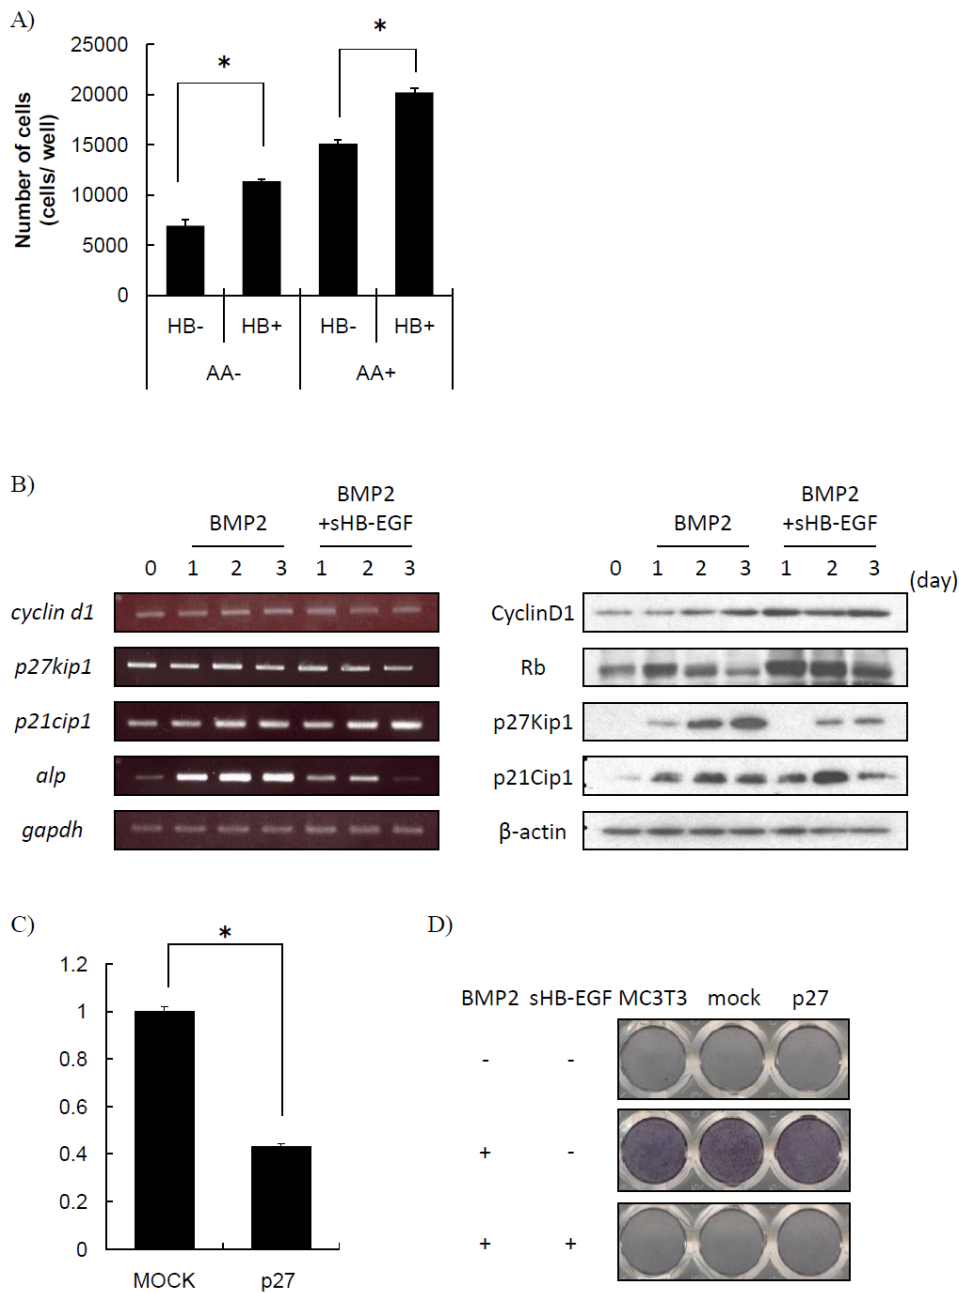 A)
*
*
Number of cells
(cells/ well)
25000
20000
15000
10000
5000
0
HB- HB+ HB- HB+
AA- AA+
B)
BMP2
BMP2
+sHB-EGF
0 1 2 3 1 2 3
cyclin d1
p27kip1
p21cip1
alp
gapdh
BMP2
BMP2
+sHB-EGF
0 1 2 3 1 2 3 (day)
CyclinD1
Rb
p27Kip1
p21Cip1
β-actin
C)
*
1.2
1
0.8
0.6
0.4
0.2
0
MOCK p27
D)
BMP2 sHB-EGF MC3T3 mock p27
- -
+ -
+ +